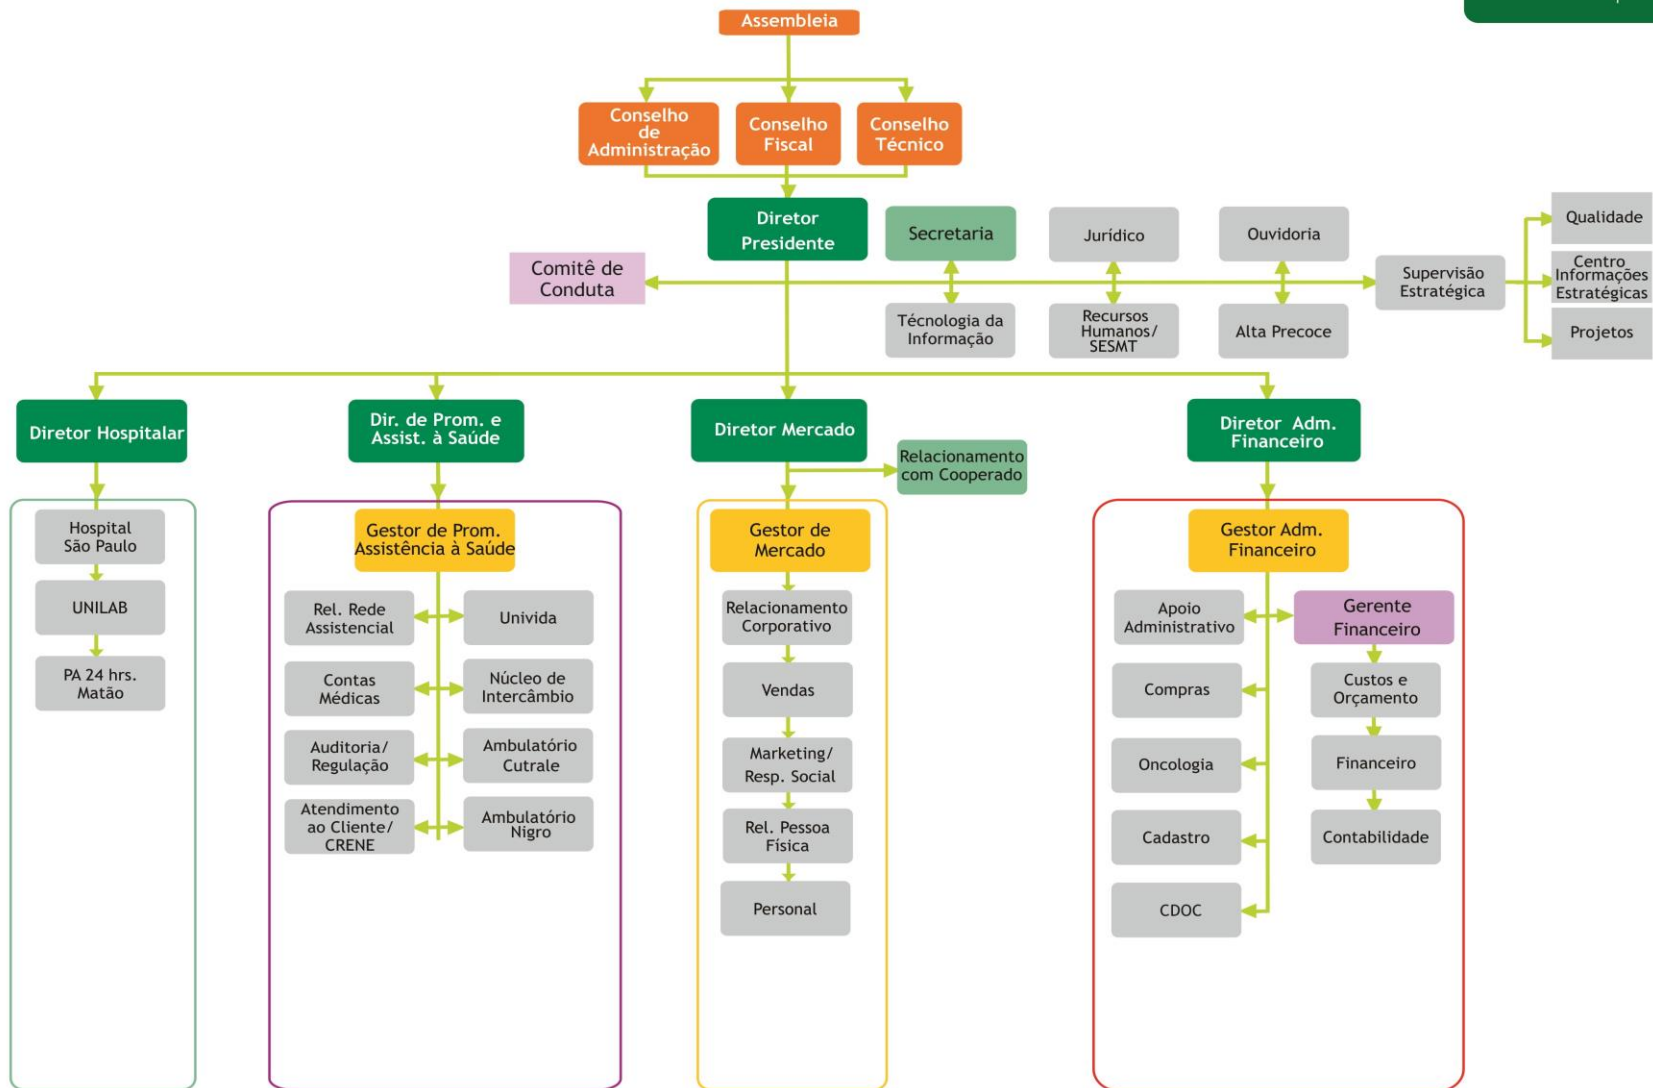 Assembleia
Conselho
de
Administração
Conselho
Fiscal
Conselho
Técnico
Diretor
Presidente
Secretaria
Jurídico
Ouvidoria
Qualidade
Comitê de
Conduta
Supervisão
Estratégica
Centro
Informações
Estratégicas
Técnologia da
Informação
Recursos
Humanos/
SESMT
Alta Precoce
Projetos
Diretor Hospitalar
Dir. de Prom. e
Assist. à Saúde
Diretor Mercado
Diretor Adm.
Financeiro
Relacionamento
com Cooperado
Hospital
São Paulo
UNILAB
PA 24 hrs.
Matão
Gestor de Prom.
Assistência à Saúde
Rel. Rede
Assistencial
Univida
Contas
Médicas
Núcleo de
Intercâmbio
Auditoria/
Regulação
Ambulatório
Cutrale
Atendimento
ao Cliente/
CRENE
Ambulatório
Nigro
Gestor de
Mercado
Relacionamento
Corporativo
Vendas
Marketing/
Resp. Social
Rel. Pessoa
Física
Personal
Gestor Adm.
Financeiro
Apoio
Administrativo
Gerente
Financeiro
Compras
Custos e
Orçamento
Oncologia
Financeiro
Cadastro
Contabilidade
CDOC